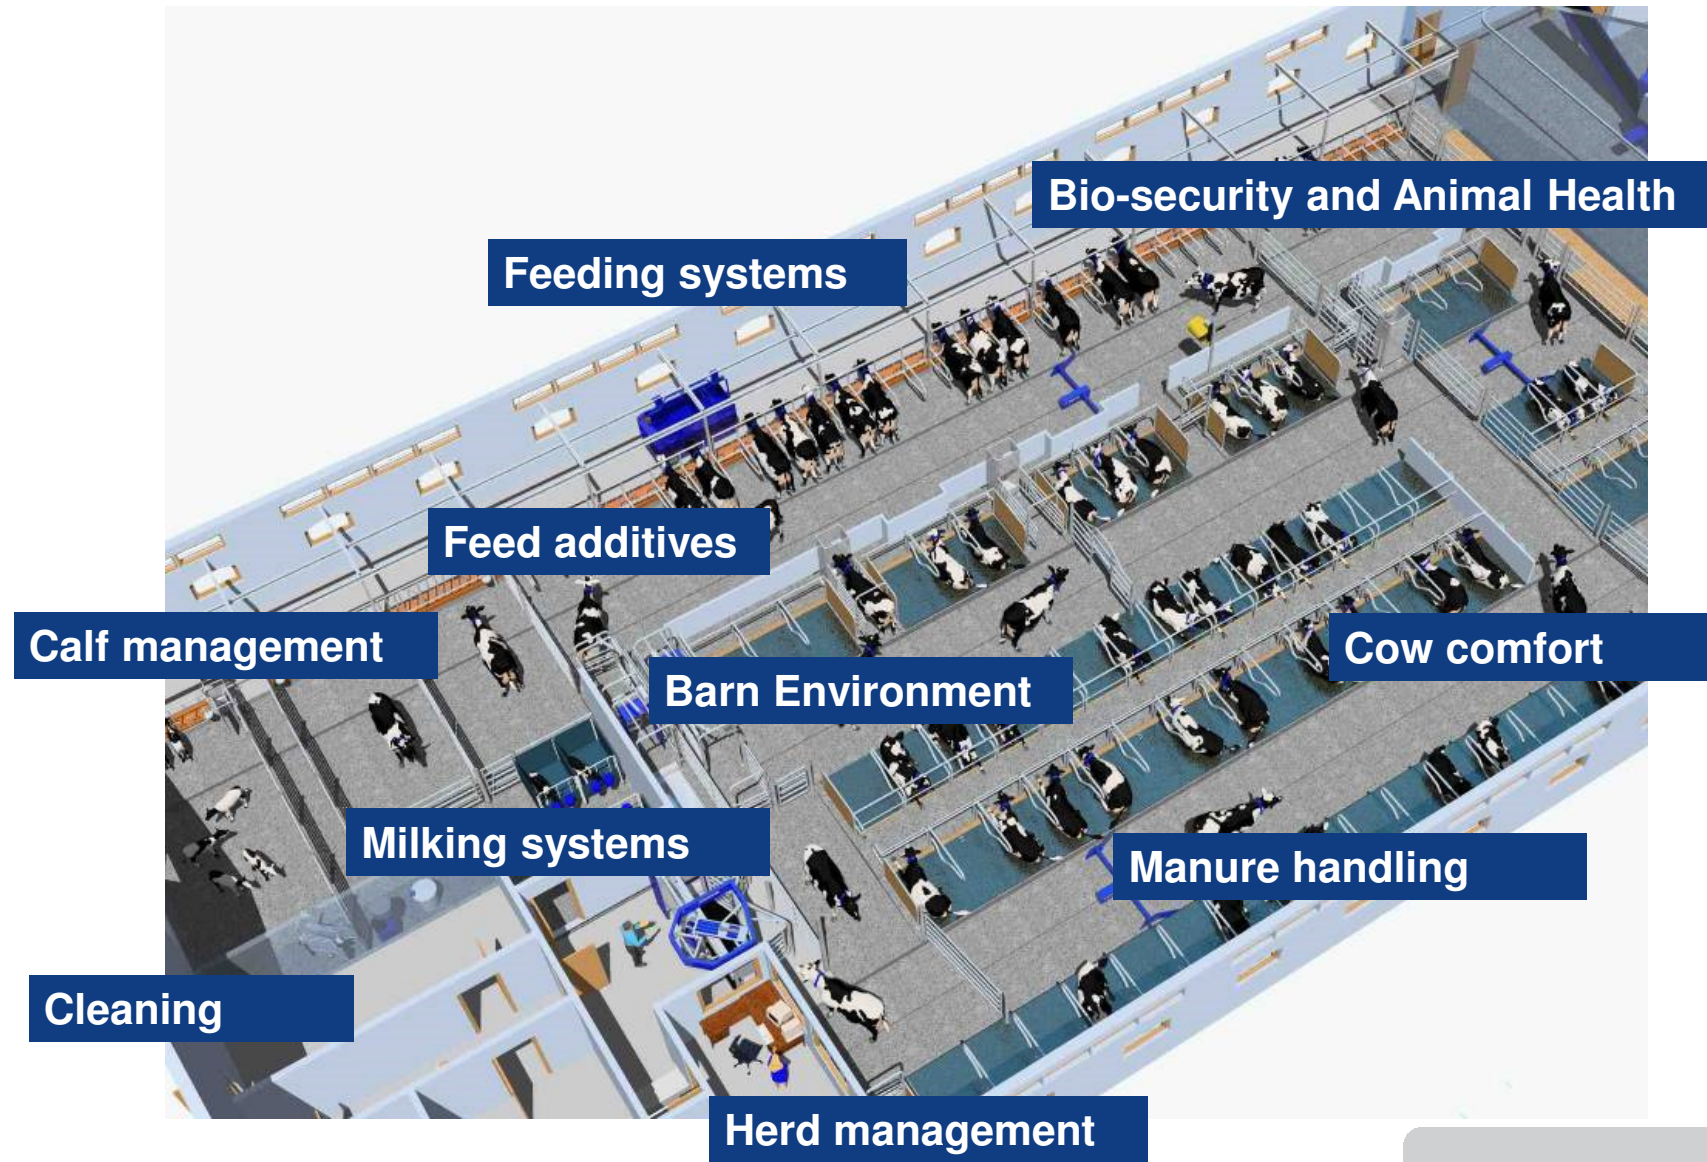 Bio-security and Animal Health
Feeding systems
Feed additives
Calf management
Cow comfort
Barn Environment
Milking systems
Manure handling
Cleaning
Herd management